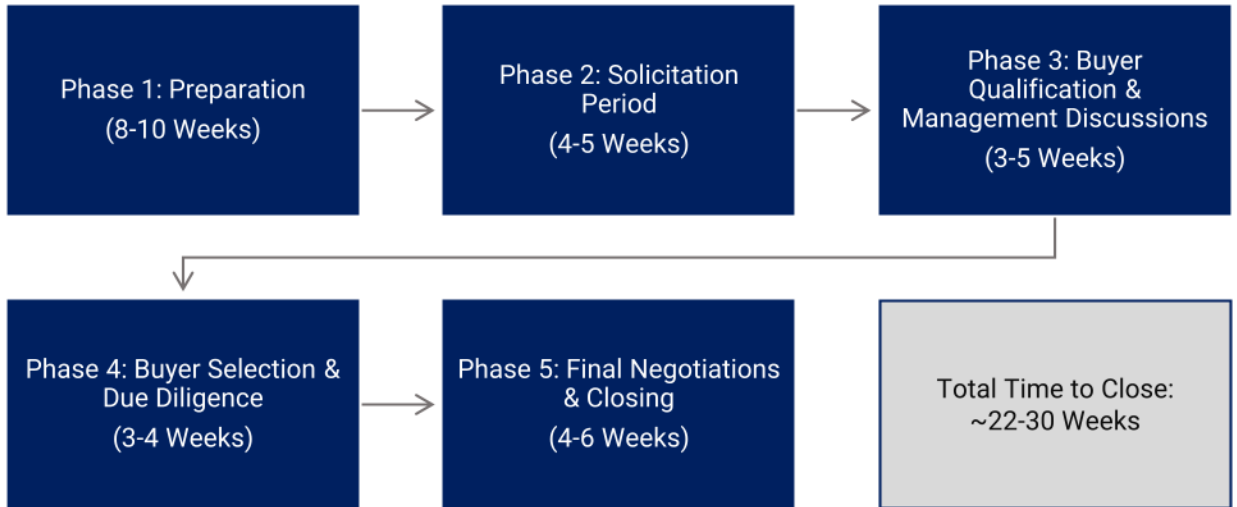 Phase 1: Preparation
(8-10 Weeks)
Phase 2: Solicitation
Period
(4-5 Weeks)
Phase 3: Buyer
Qualification &
Management Discussions
(3-5 Weeks)
Phase 4: Buyer Selection &
Due Diligence
(3-4 Weeks)
Phase 5: Final Negotiations
& Closing
(4-6 Weeks)
Total Time to Close:
~22-30 Weeks